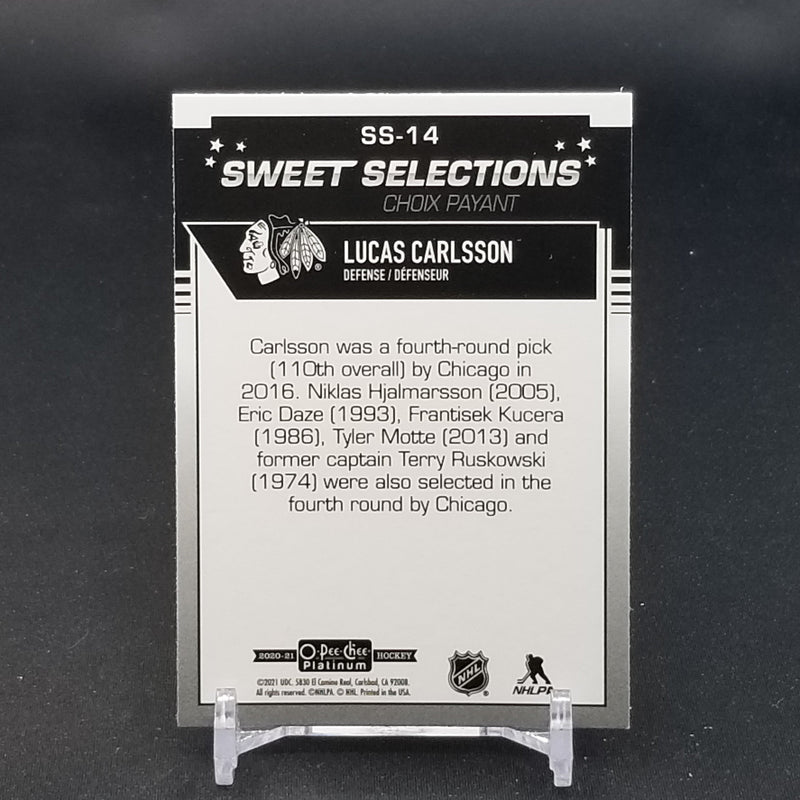 SS-14
SWEET SELECTIONS
CHOIX PAYANT
LUCAS CARLSSON
DEFENSE / DÉFENSEUR
Carlsson was a fourth-round pick
(110th overall) by Chicago in
2016. Niklas Hjalmarsson (2005),
Eric Daze (1993), Frantisek Kucera
(1986), Tyler Motte (2013) and
former captain Terry Ruskowski
(1974) were also selected in the
fourth round by Chicago.
2020-21 O-Pee-Chee Platinum HOCKEY
©2021 UDC. 5830 El Camino Real, Carlsbad, CA 92008.
All rights reserved. ©NHLPA. © NHL. Printed in the USA.
NHL
NHLPA